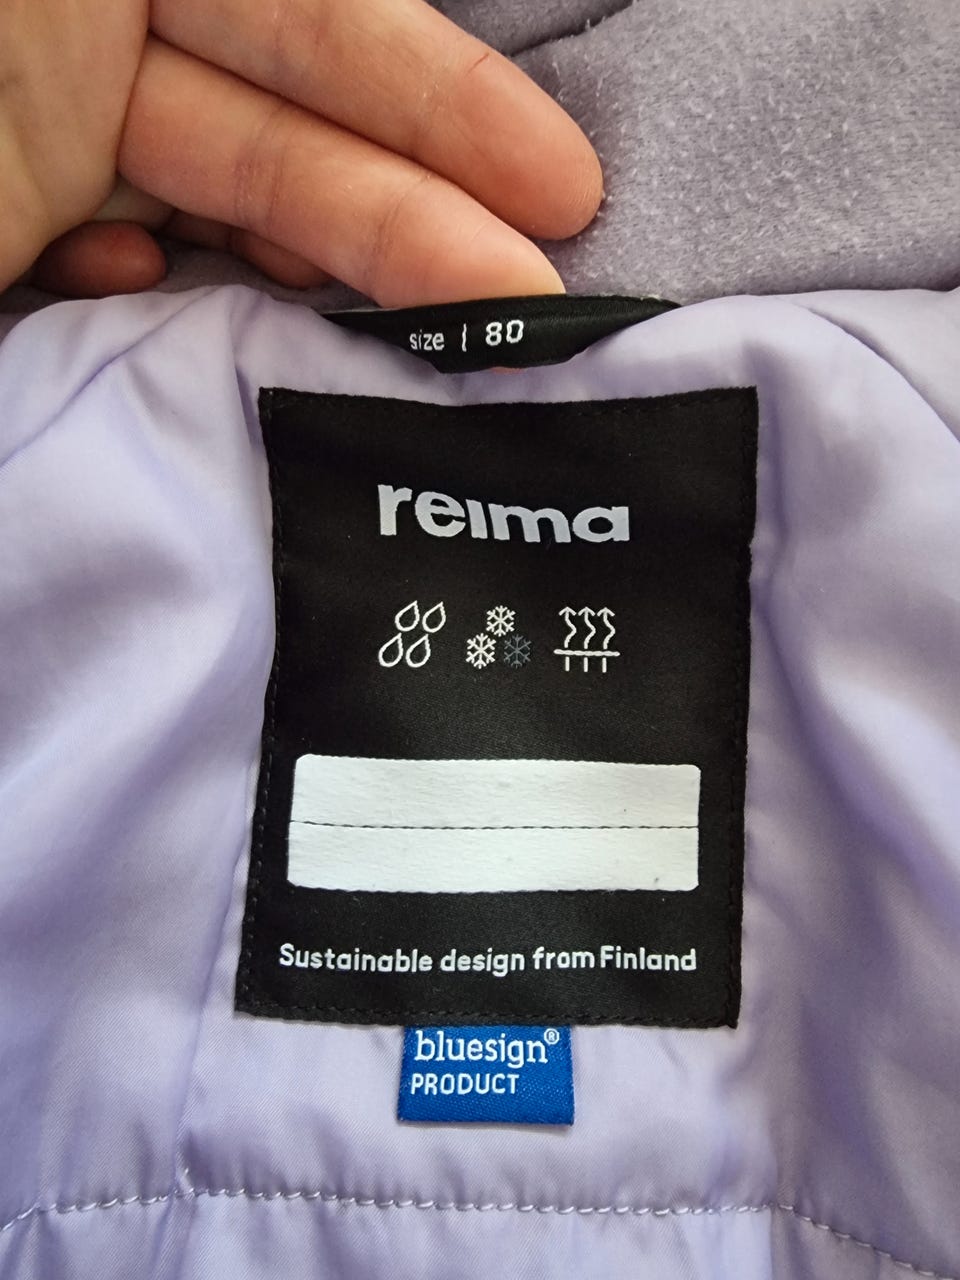 size | 80
reima
Sustainable design from Finland
bluesign®
PRODUCT